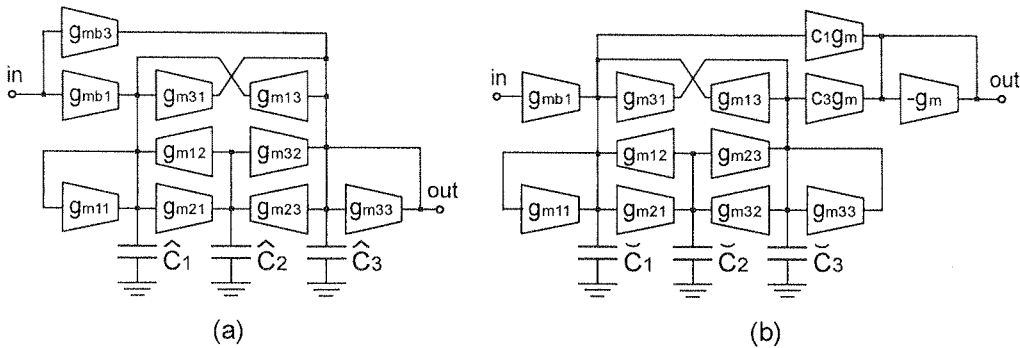 gmb3
in
gmb1
gm31
gm13
gm12
gm32
gm11
gm21
gm23
gm33
out
Ĉ1
Ĉ2
Ĉ3
(a)
c1gm
in
gmb1
gm31
gm13
c3gm
-gm
out
gm12
gm23
gm11
gm21
gm32
gm33
C̆1
C̆2
C̆3
(b)